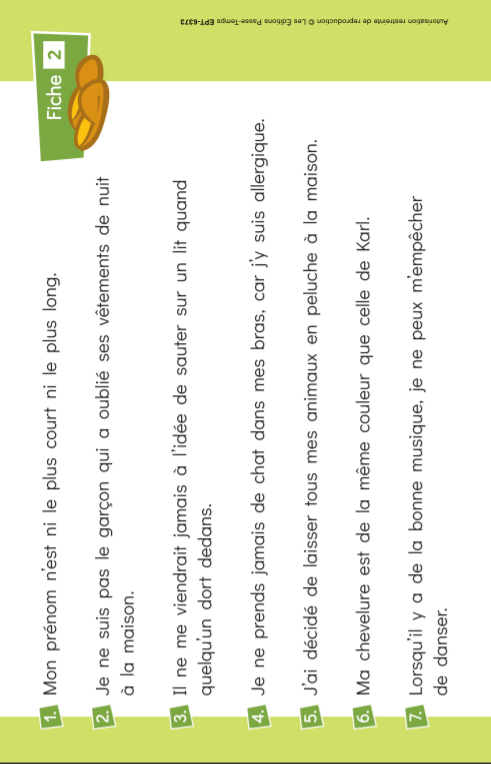 Fiche 2
1. Mon prénom n'est ni le plus court ni le plus long.
2. Je ne suis pas le garçon qui a oublié ses vêtements de nuit
à la maison.
3. Il ne me viendrait jamais à l'idée de sauter sur un lit quand
quelqu'un dort dedans.
4. Je ne prends jamais de chat dans mes bras, car j'y suis allergique.
5. J'ai décidé de laisser tous mes animaux en peluche à la maison.
6. Ma chevelure est de la même couleur que celle de Karl.
7. Lorsqu'il y a de la bonne musique, je ne peux m'empêcher
de danser.
Autorisation restreinte de reproduction © Les Éditions Passe-Temps EPT-6373